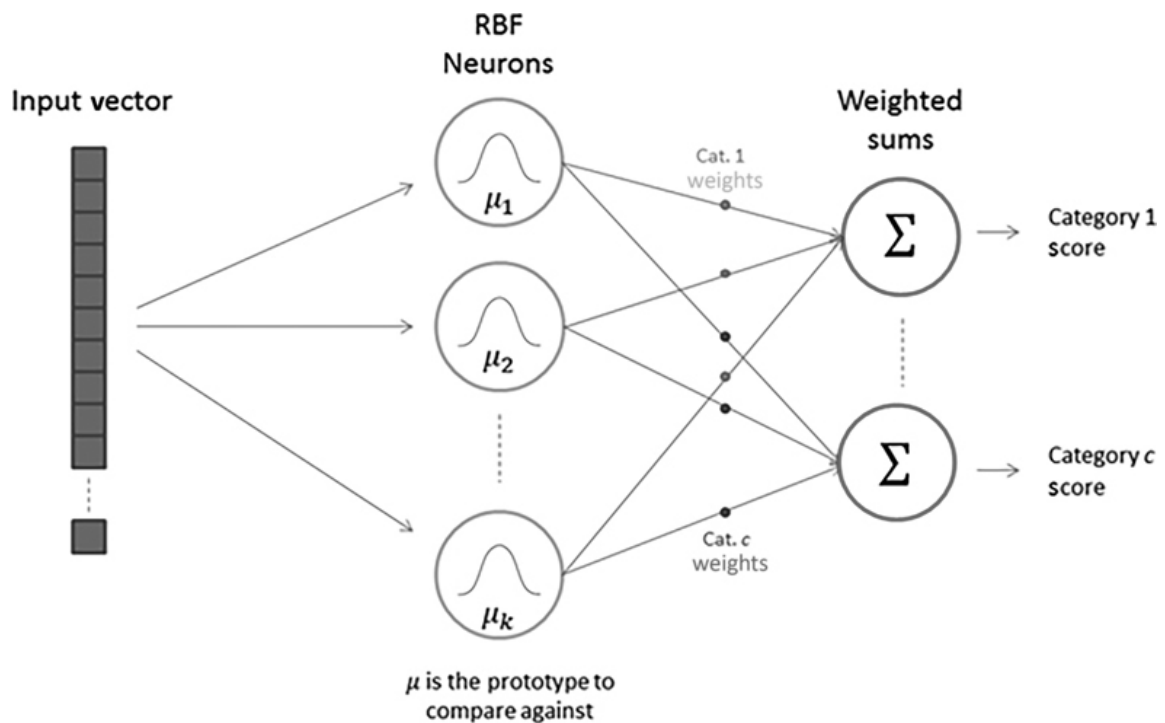 Input vector
RBF
Neurons
μ₁
μ₂
μₖ
μ is the prototype to
compare against
Cat. 1
weights
Cat. c
weights
Weighted
sums
Σ
Σ
Category 1
score
Category c
score